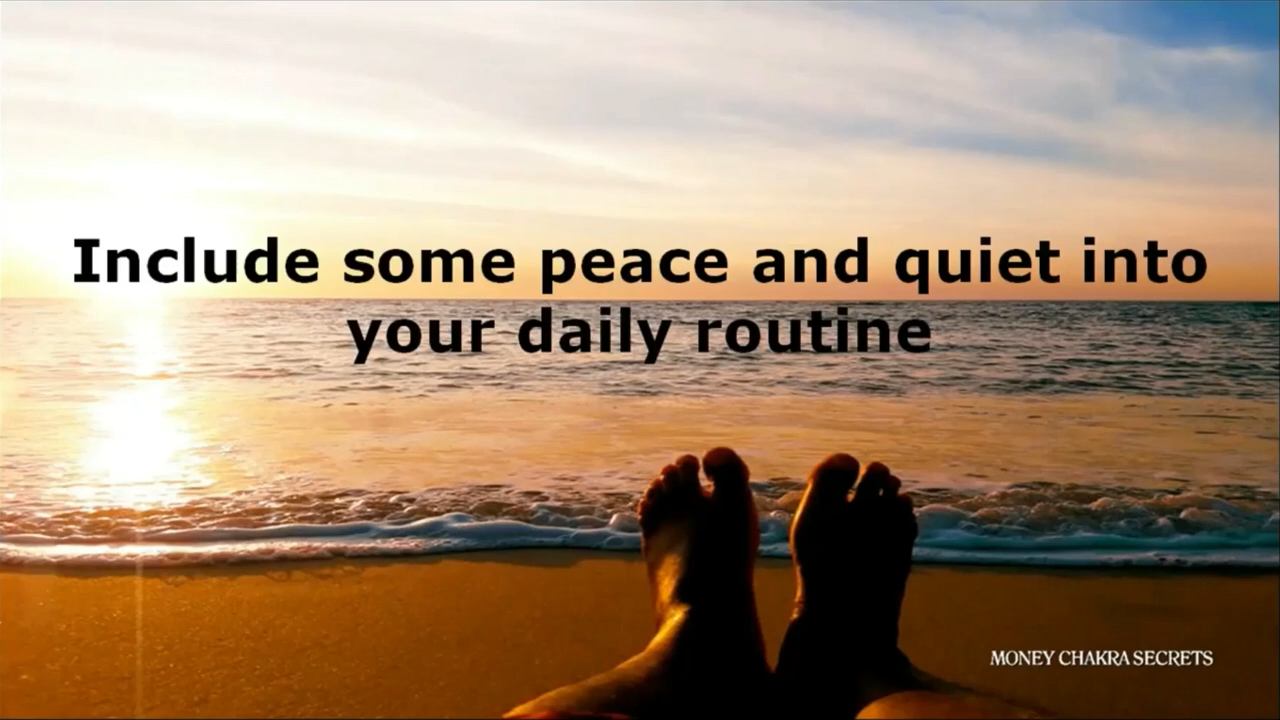 Include some peace and quiet into
your daily routine
MONEY CHAKRA SECRETS